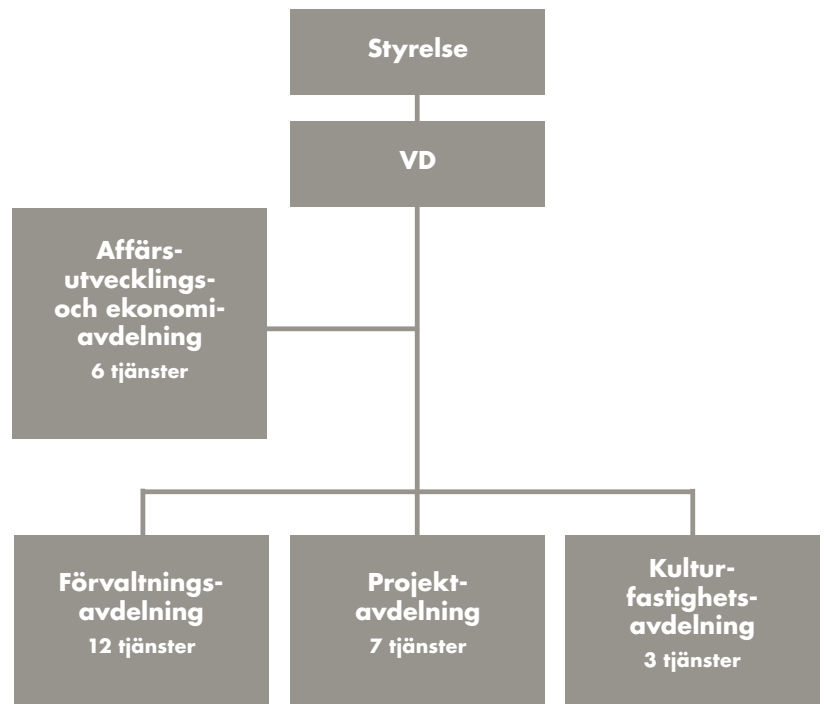 Styrelse
VD
Affärs-
utvecklings-
och ekonomi-
avdelning
6 tjänster
Förvaltnings-
avdelning
12 tjänster
Projekt-
avdelning
7 tjänster
Kultur-
fastighets-
avdelning
3 tjänster